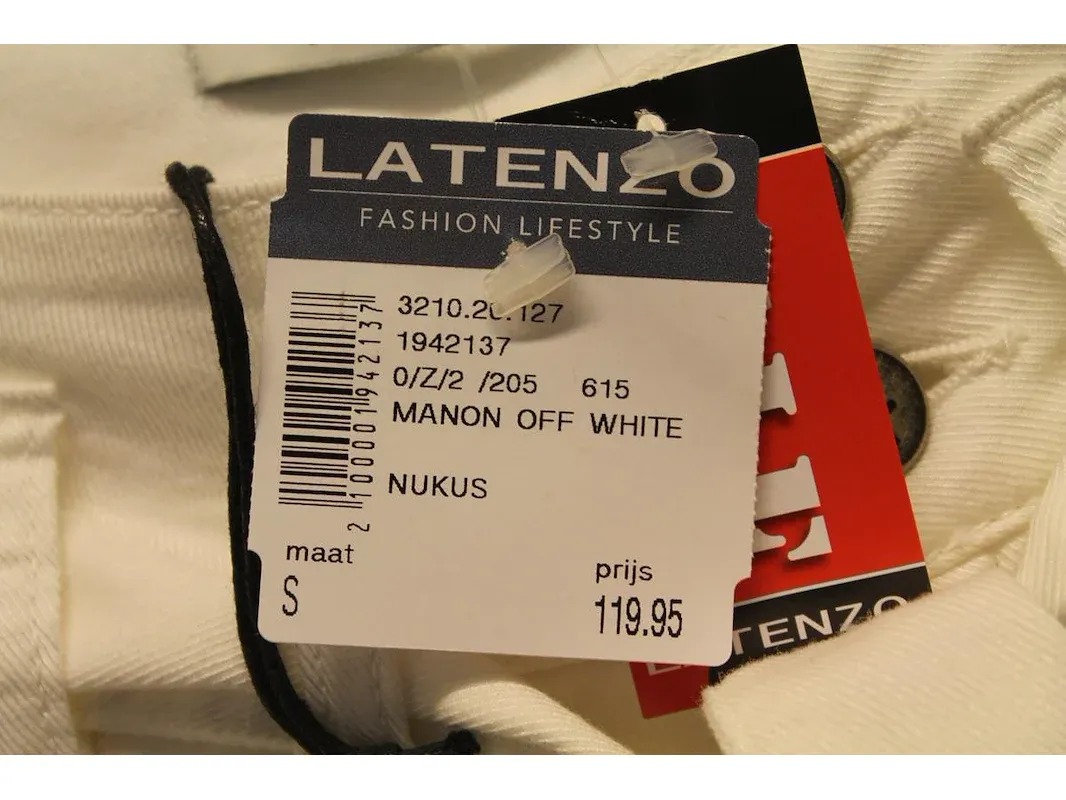 LATENZO
FASHION LIFESTYLE
3210.20.127
1942137
0/Z/2 /205 615
MANON OFF WHITE
NUKUS
2100001942137
maat
S
prijs
119.95
LATENZO